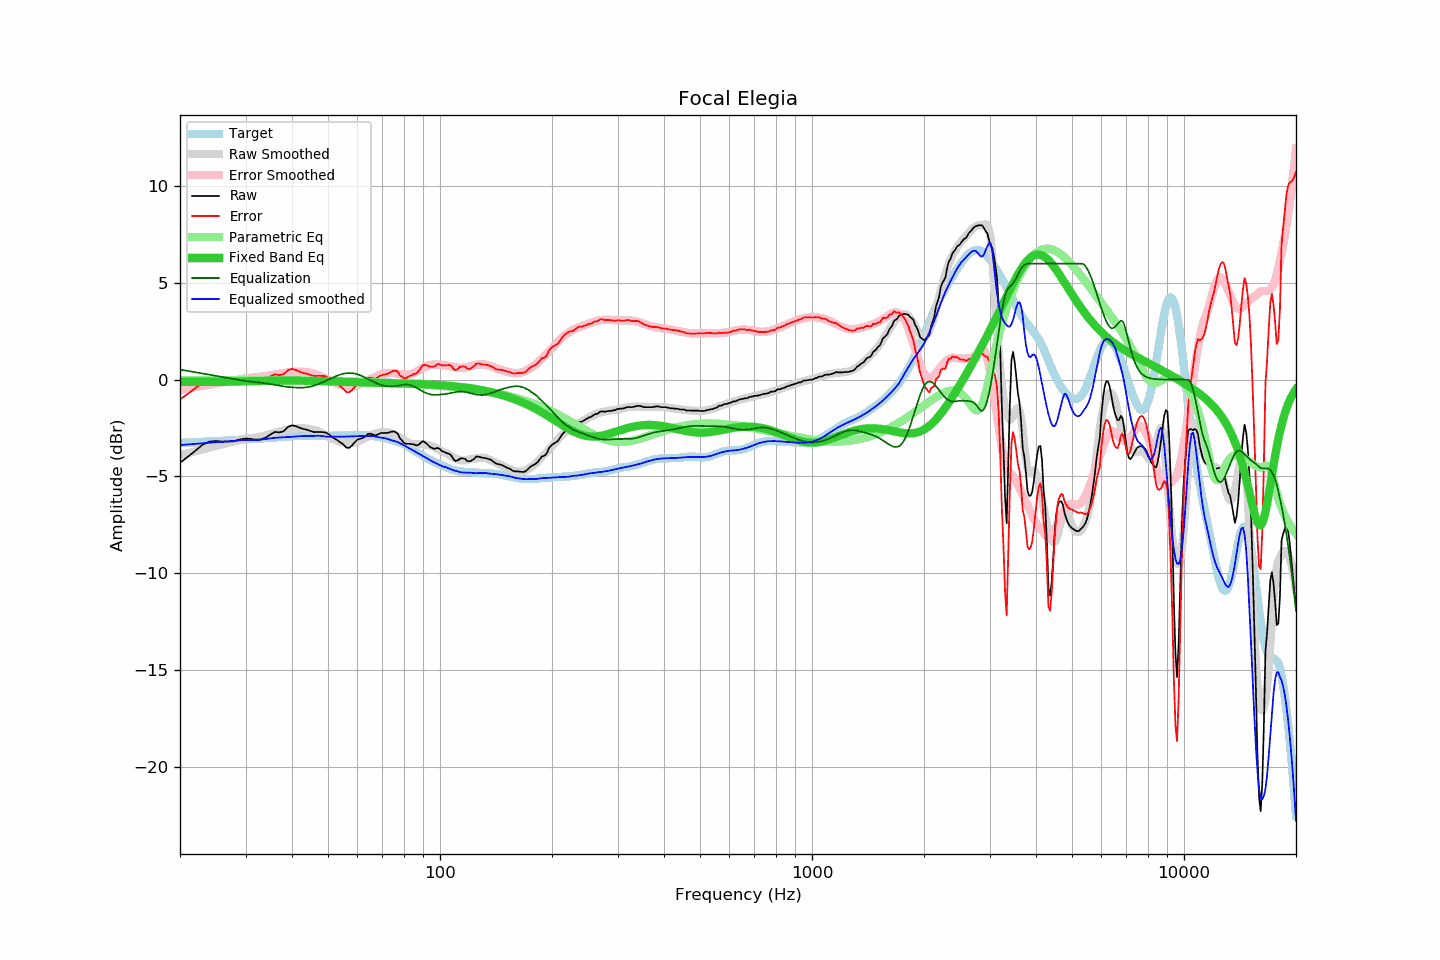 Focal Elegia
Target
Raw Smoothed
Error Smoothed
Raw
Error
Parametric Eq
Fixed Band Eq
Equalization
Equalized smoothed
10
5
0
−5
−10
−15
−20
Amplitude (dBr)
100
1000
10000
Frequency (Hz)